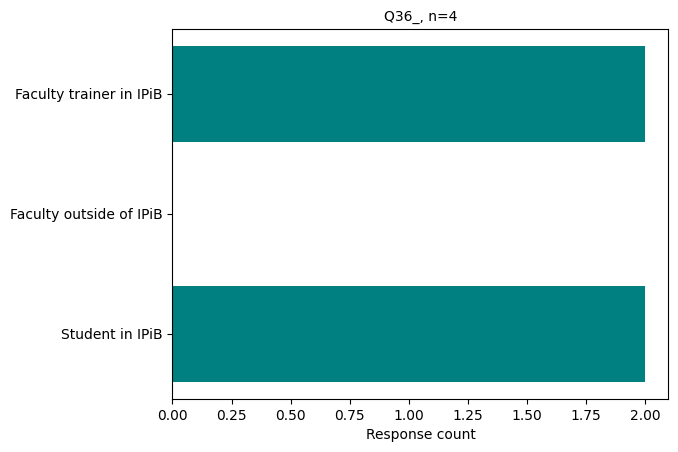 Q36_, n=4
Faculty trainer in IPiB
Faculty outside of IPiB
Student in IPiB
0.00 0.25 0.50 0.75 1.00 1.25 1.50 1.75 2.00
Response count